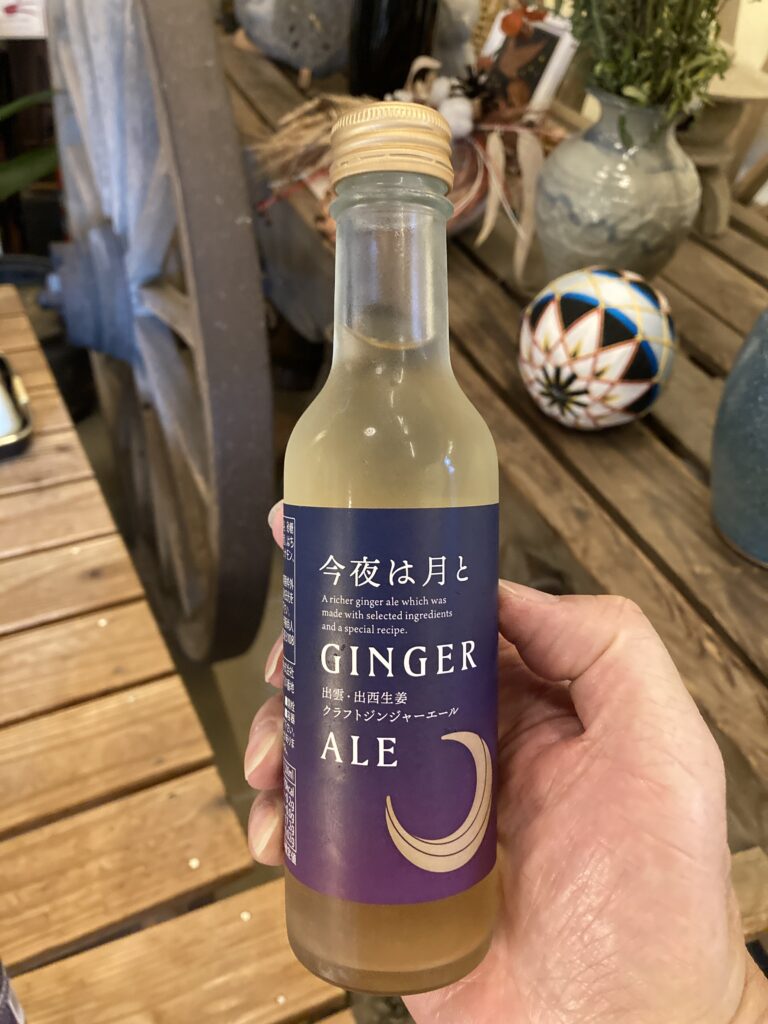 今夜は月と
A richer ginger ale which was
made with selected ingredients
and a special recipe.
GINGER
出雲・出西生姜
クラフトジンジャーエール
ALE